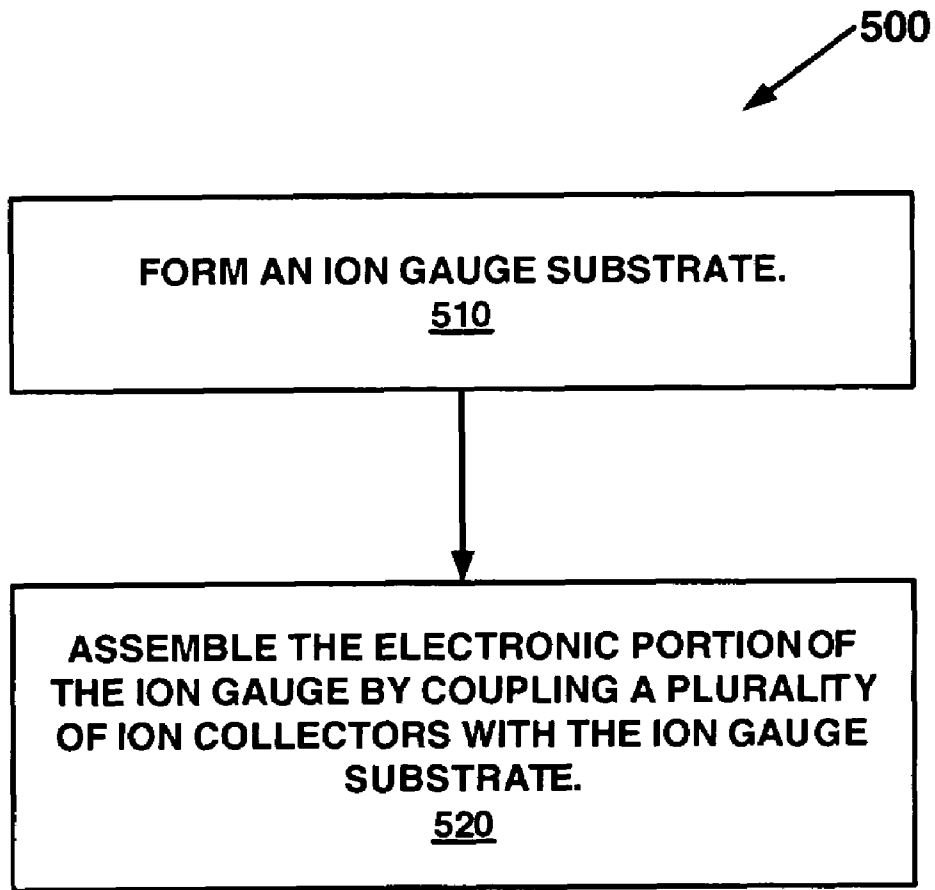 500
FORM AN ION GAUGE SUBSTRATE.
510
ASSEMBLE THE ELECTRONIC PORTION OF
THE ION GAUGE BY COUPLING A PLURALITY
OF ION COLLECTORS WITH THE ION GAUGE
SUBSTRATE.
520